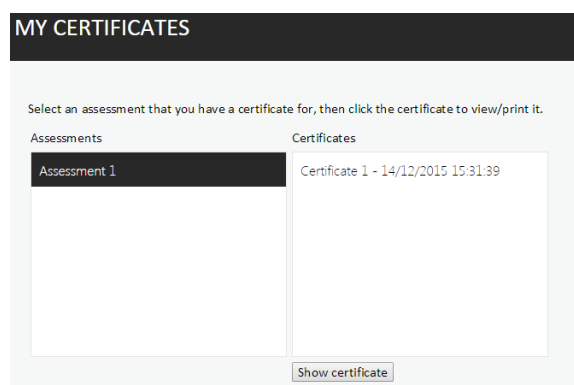 MY CERTIFICATES
Select an assessment that you have a certificate for, then click the certificate to view/print it.
Assessments
Certificates
Assessment 1
Certificate 1 - 14/12/2015 15:31:39
Show certificate